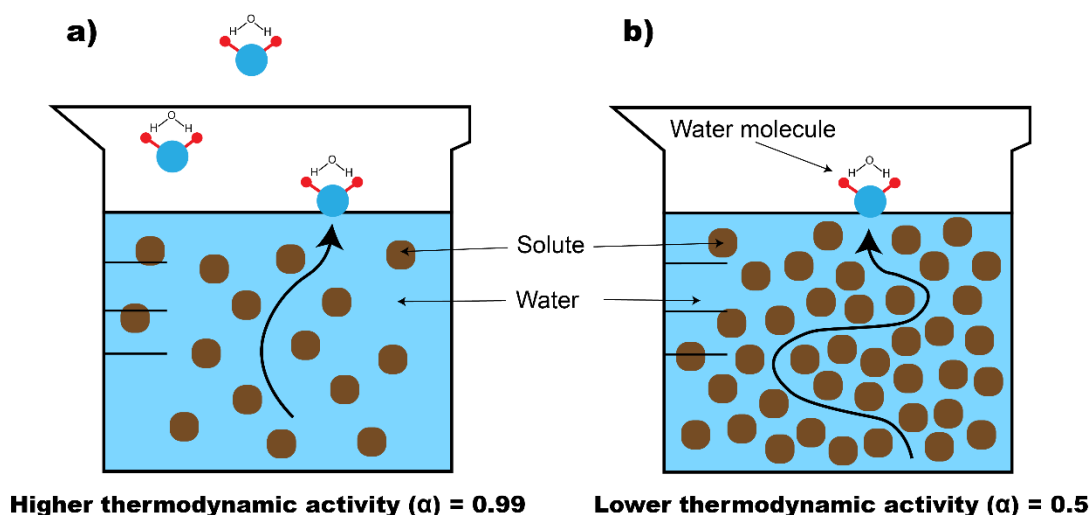 a)
b)
O
H H
O
H H
O
H H
Water molecule
O
H H
Solute
Water
Higher thermodynamic activity (α) = 0.99
Lower thermodynamic activity (α) = 0.5